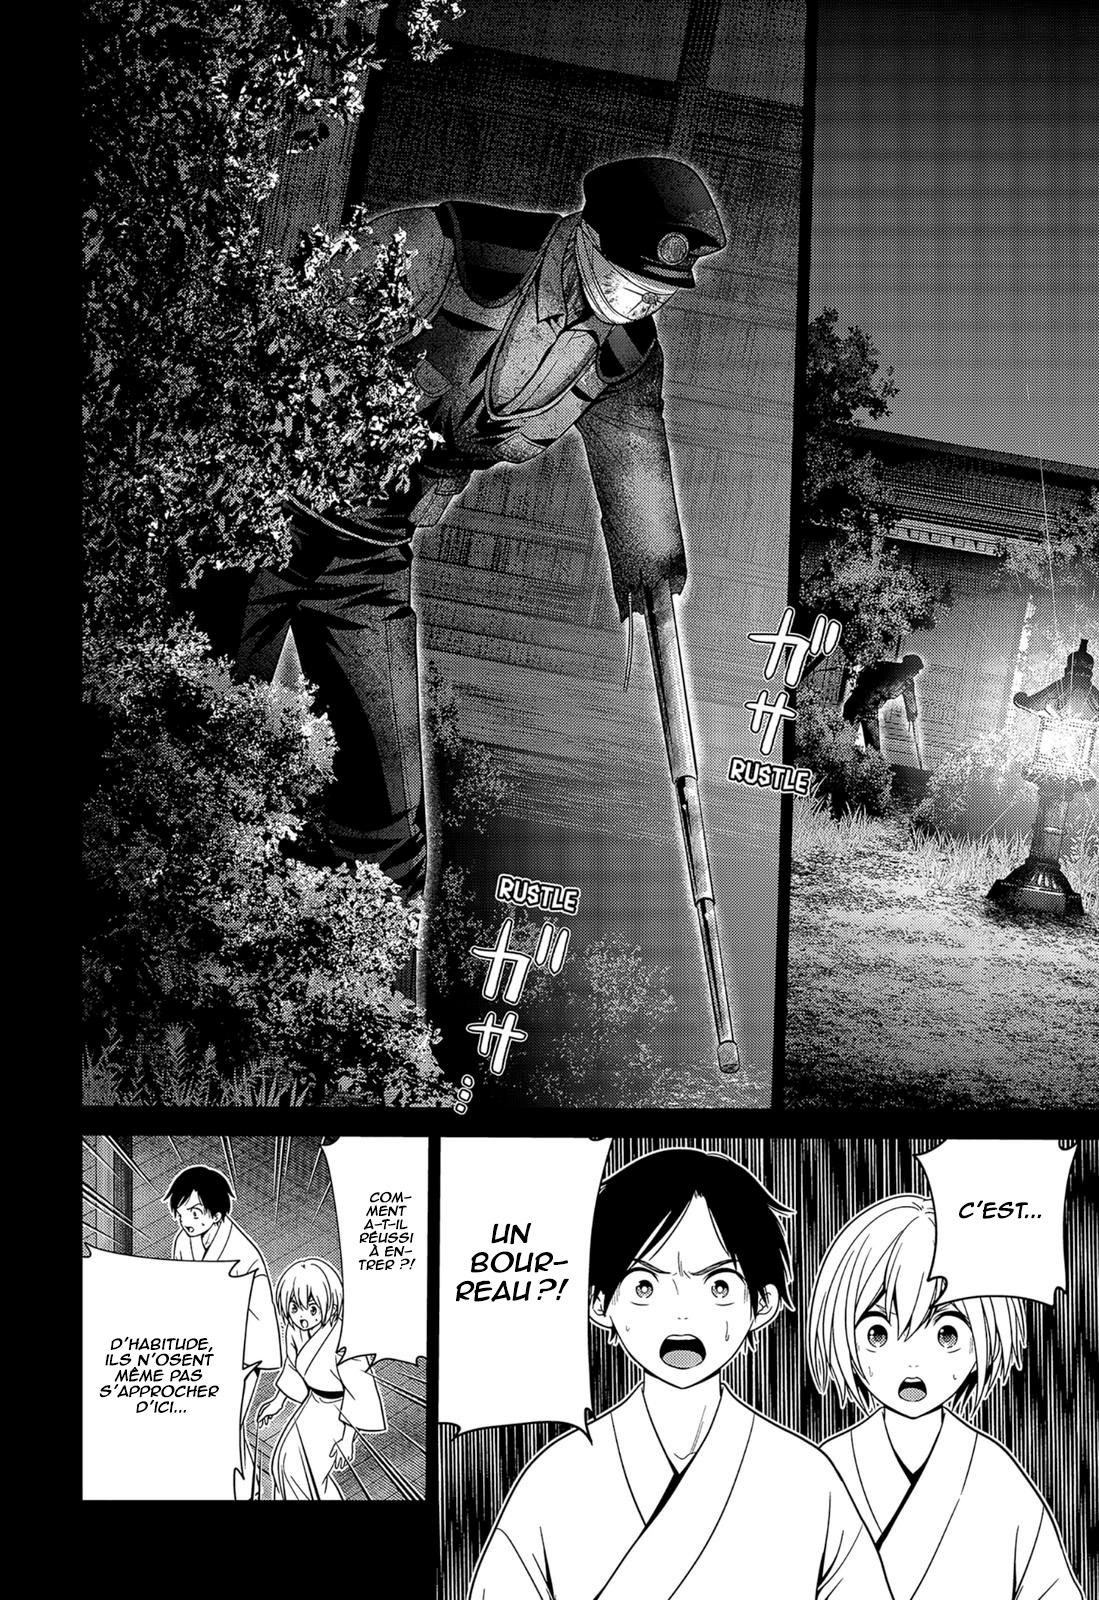 ガサ
RUSTLE
RUSTLE
ガサ...
C'EST...
UN
BOUR-
REAU?!
COM-
MENT
A-T-IL
RÉUSSI
À EN-
TRER?!
D'HABITUDE,
ILS N'OSENT
MÊME PAS
S'APPROCHER
D'ICI...